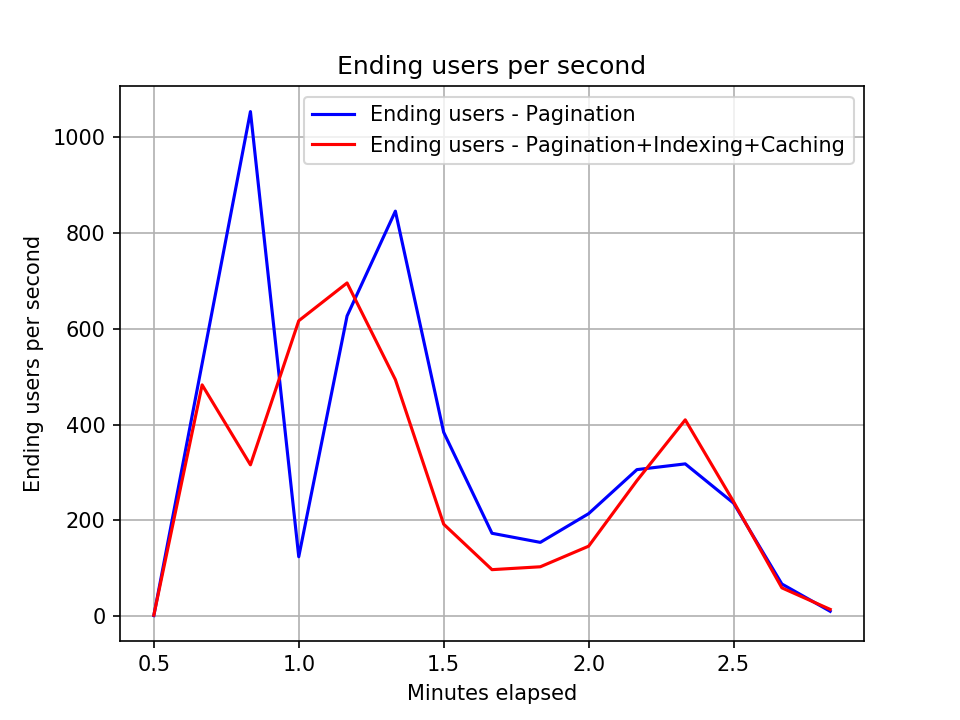 Ending users per second
Ending users - Pagination
Ending users - Pagination+Indexing+Caching
Ending users per second
1000
800
600
400
200
0
0.5 1.0 1.5 2.0 2.5
Minutes elapsed